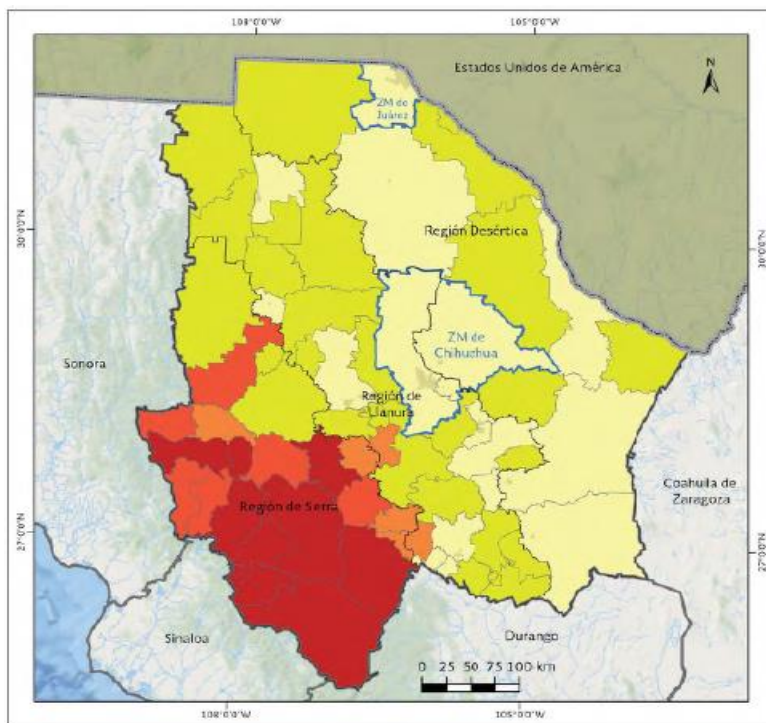 108°0'0"W
105°0'0"W
Estados Unidos de América
N
ZM de
Juárez
30°0'0"N
Región Desértica
30°0'0"N
ZM de
Chihuzhua
Sonora
Región de
Llanura
Coahuila de
Zaragoza
Región de Serra
27°0'0"N
27°0'0"N
Sinaloa
Durango
0 25 50 75 100 km
108°0'0"W
105°0'0"W